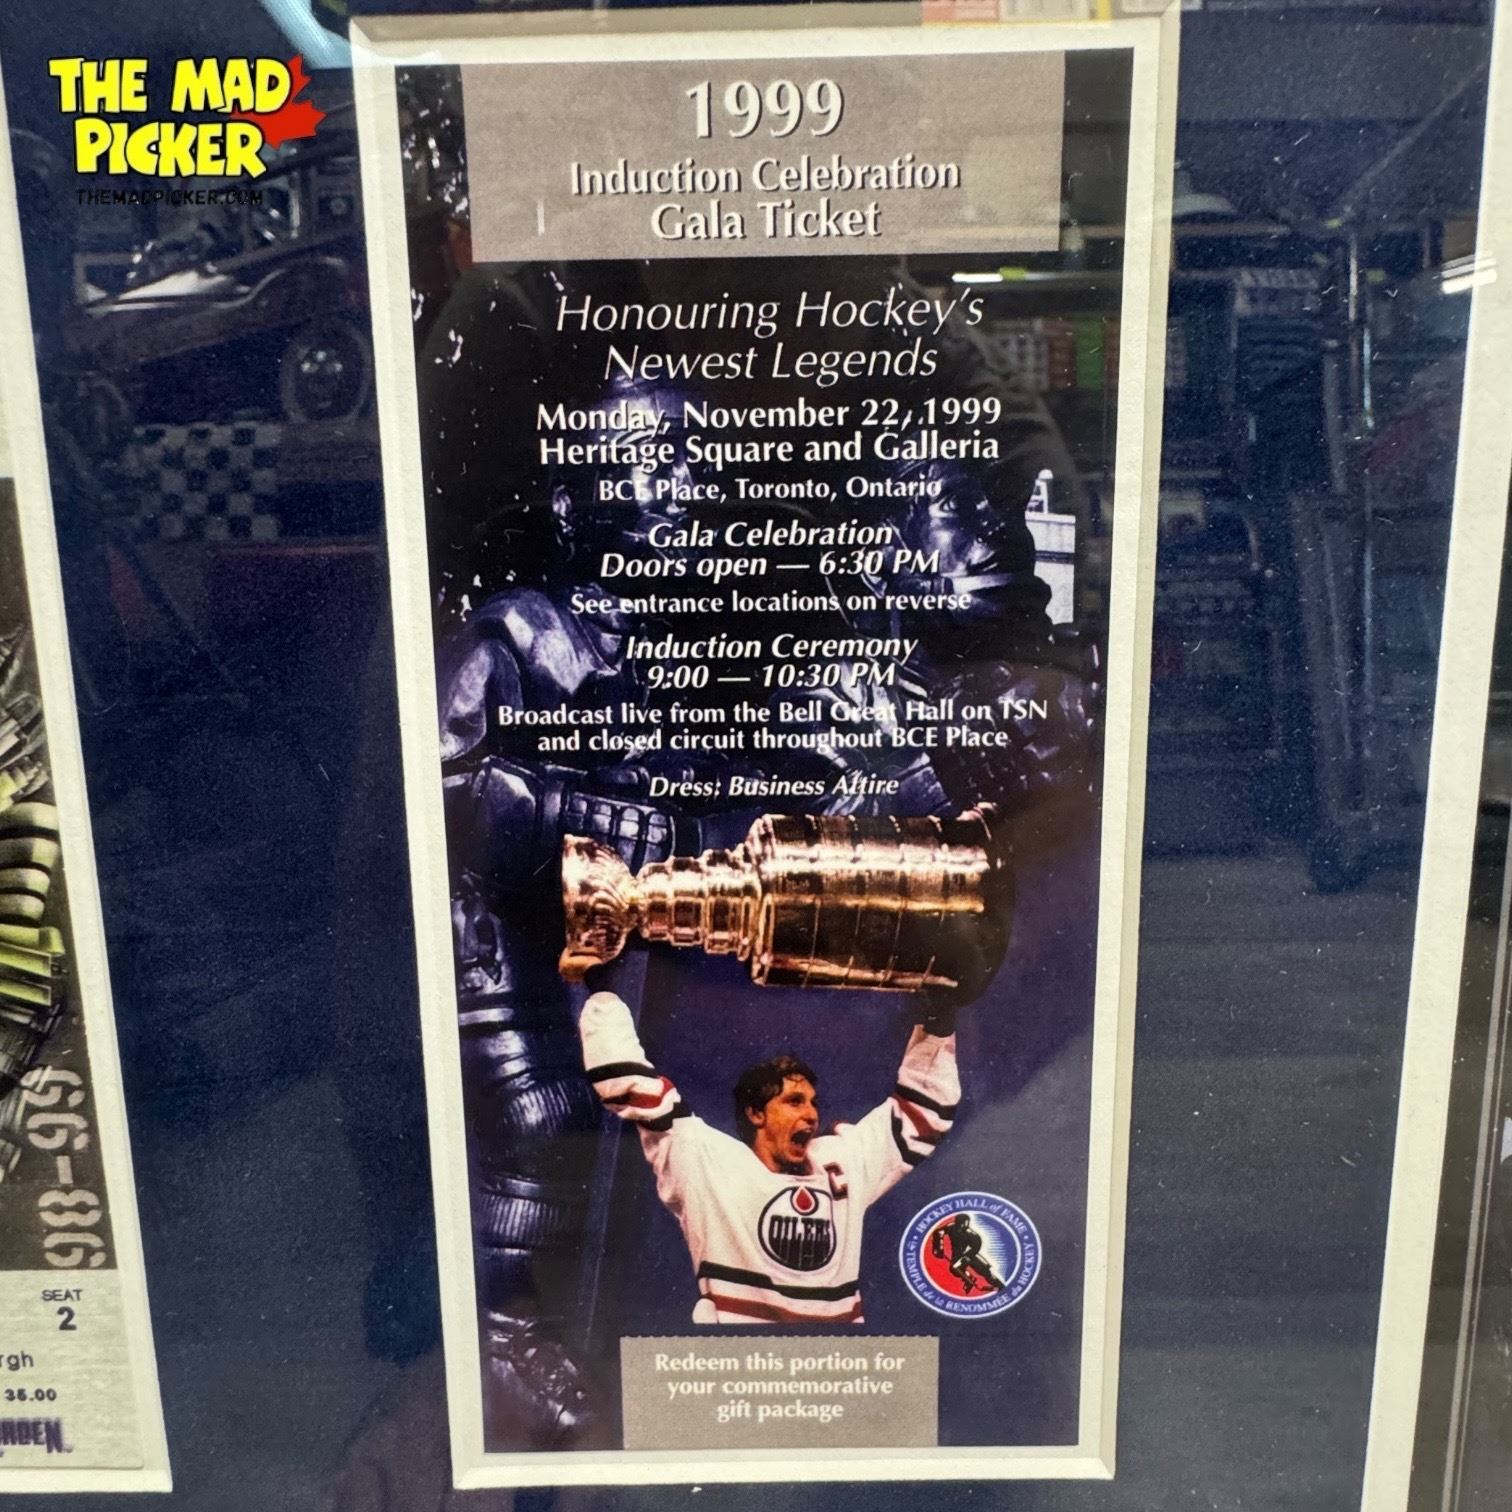 THE MAD
PICKER
THEMADPICKER.COM
1999
Induction Celebration
Gala Ticket
Honouring Hockey's
Newest Legends
Monday, November 22, 1999
Heritage Square and Galleria
BCE Place, Toronto, Ontario
Gala Celebration
Doors open — 6:30 PM
See entrance locations on reverse
Induction Ceremony
9:00 — 10:30 PM
Broadcast live from the Bell Great Hall on TSN
and closed circuit throughout BCE Place
Dress: Business Attire
OILERS
C
HOCKEY HALL of FAME
TEMPLE de la RENOMMÉE du HOCKEY
Redeem this portion for
your commemorative
gift package
98-99
SEAT
2
rgh
35.00